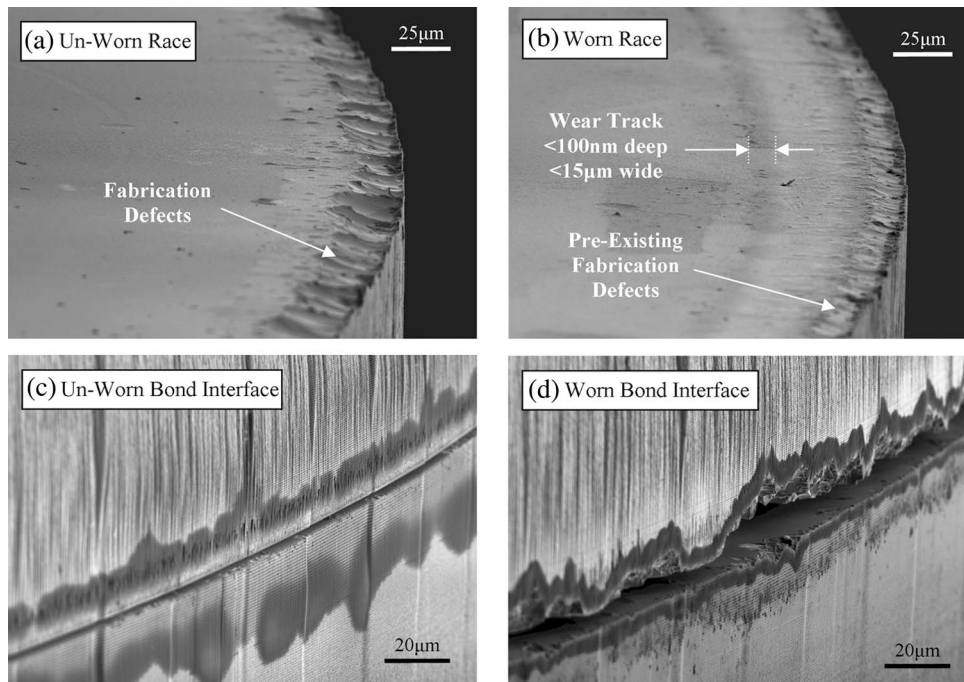 (a) Un-Worn Race
25μm
Fabrication
Defects
(b) Worn Race
25μm
Wear Track
<100nm deep
<15μm wide
Pre-Existing
Fabrication
Defects
(c) Un-Worn Bond Interface
20μm
(d) Worn Bond Interface
20μm